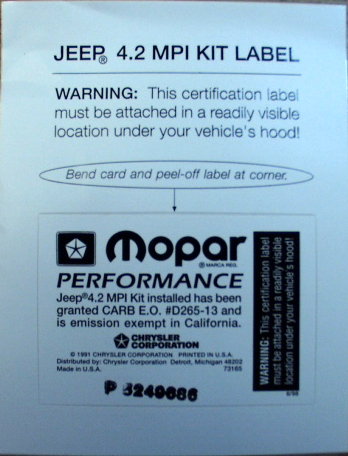 JEEP® 4.2 MPI KIT LABEL
WARNING: This certification label
must be attached in a readily visible
location under your vehicle's hood!
Bend card and peel-off label at corner.
Mopar
® MARCA REG.
PERFORMANCE
Jeep®4.2 MPI Kit installed has been
granted CARB E.O. #D265-13 and
is emission exempt in California.
CHRYSLER
CORPORATION
© 1991 CHRYSLER CORPORATION PRINTED IN U.S.A.
Distributed by: Chrysler Corporation Detroit, Michigan 48202
Made in U.S.A. 73165
WARNING: This certification label
must be attached in a readily visible
location under your vehicle's hood!
P 5249686